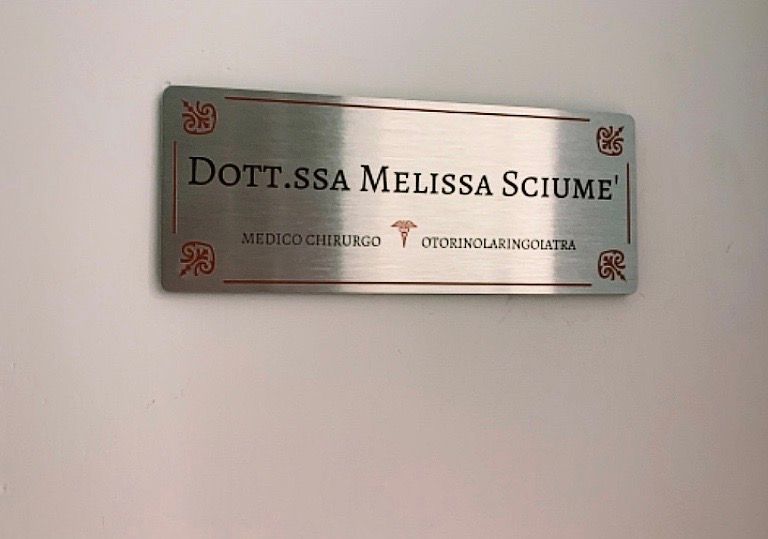 Dott.ssa Melissa Sciume'
MEDICO CHIRURGO OTORINOLARINGOIATRA